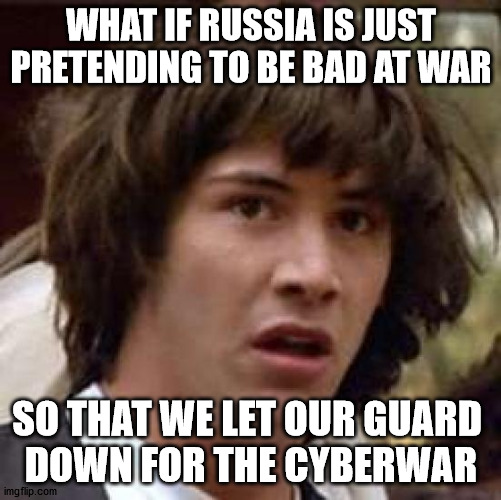 WHAT IF RUSSIA IS JUST
PRETENDING TO BE BAD AT WAR
SO THAT WE LET OUR GUARD
DOWN FOR THE CYBERWAR
imgflip.com